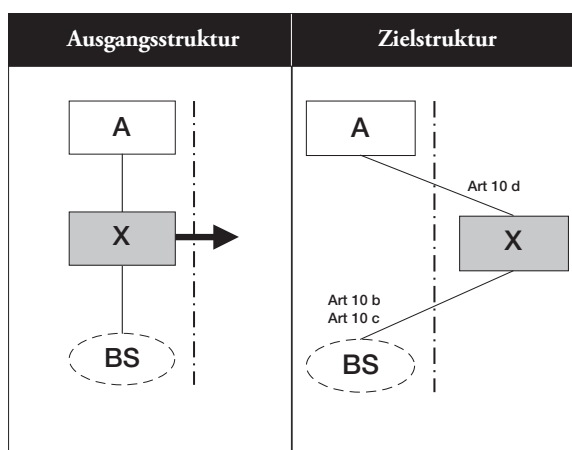 Ausgangsstruktur
Zielstruktur
A
X
BS
A
Art 10 d
X
Art 10 b
Art 10 c
BS